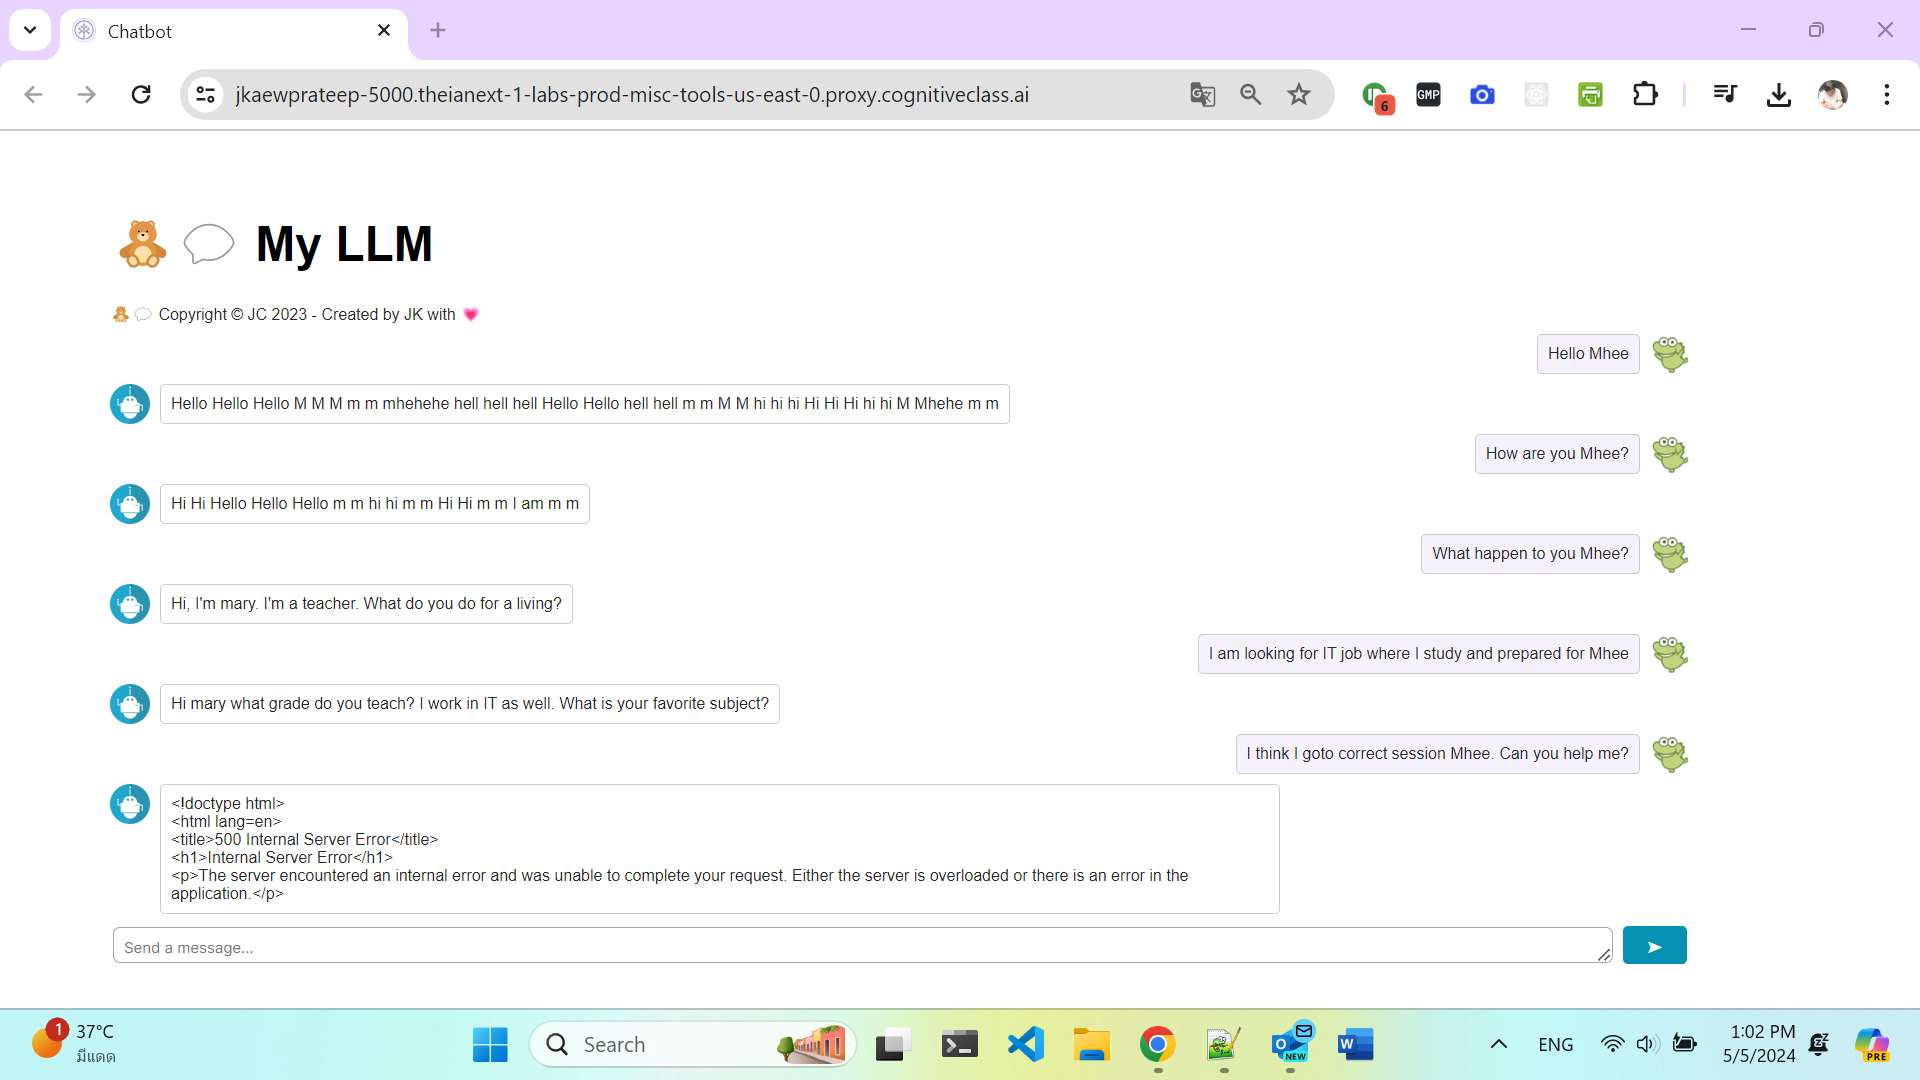 Chatbot
jkaewprateep-5000.theianext-1-labs-prod-misc-tools-us-east-0.proxy.cognitiveclass.ai
6
GMP
My LLM
Copyright © JC 2023 - Created by JK with
Hello Mhee
Hello Hello Hello M M M m m mhehehe hell hell hell Hello Hello hell hell m m M M hi hi hi Hi Hi Hi hi hi M Mhehe m m
How are you Mhee?
Hi Hi Hello Hello Hello m m hi hi m m Hi Hi m m I am m m
What happen to you Mhee?
Hi, I'm mary. I'm a teacher. What do you do for a living?
I am looking for IT job where I study and prepared for Mhee
Hi mary what grade do you teach? I work in IT as well. What is your favorite subject?
I think I goto correct session Mhee. Can you help me?
<!doctype html>
<html lang=en>
<title>500 Internal Server Error</title>
<h1>Internal Server Error</h1>
<p>The server encountered an internal error and was unable to complete your request. Either the server is overloaded or there is an error in the
application.</p>
Send a message...
1
37°C
มีแดด
Search
NEW
W
ENG
1:02 PM
5/5/2024
PRE